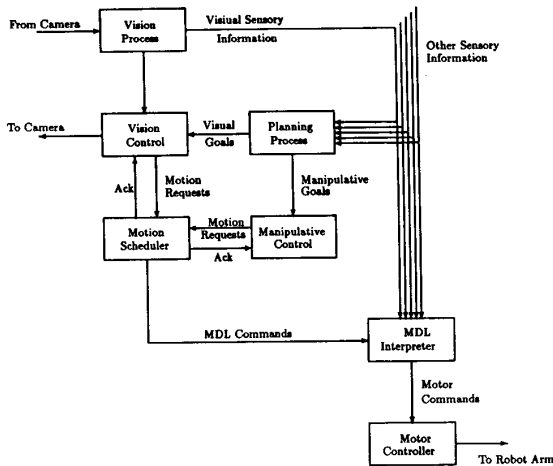 From Camera
Vision
Process
Visiual Sensory
Information
Other Sensory
Information
To Camera
Vision
Control
Visual
Goals
Planning
Process
Ack
Motion
Requests
Manipulative
Goals
Motion
Scheduler
Motion
Requests
Ack
Manipulative
Control
MDL Commands
MDL
Interpreter
Motor
Commands
Motor
Controller
To Robot Arm